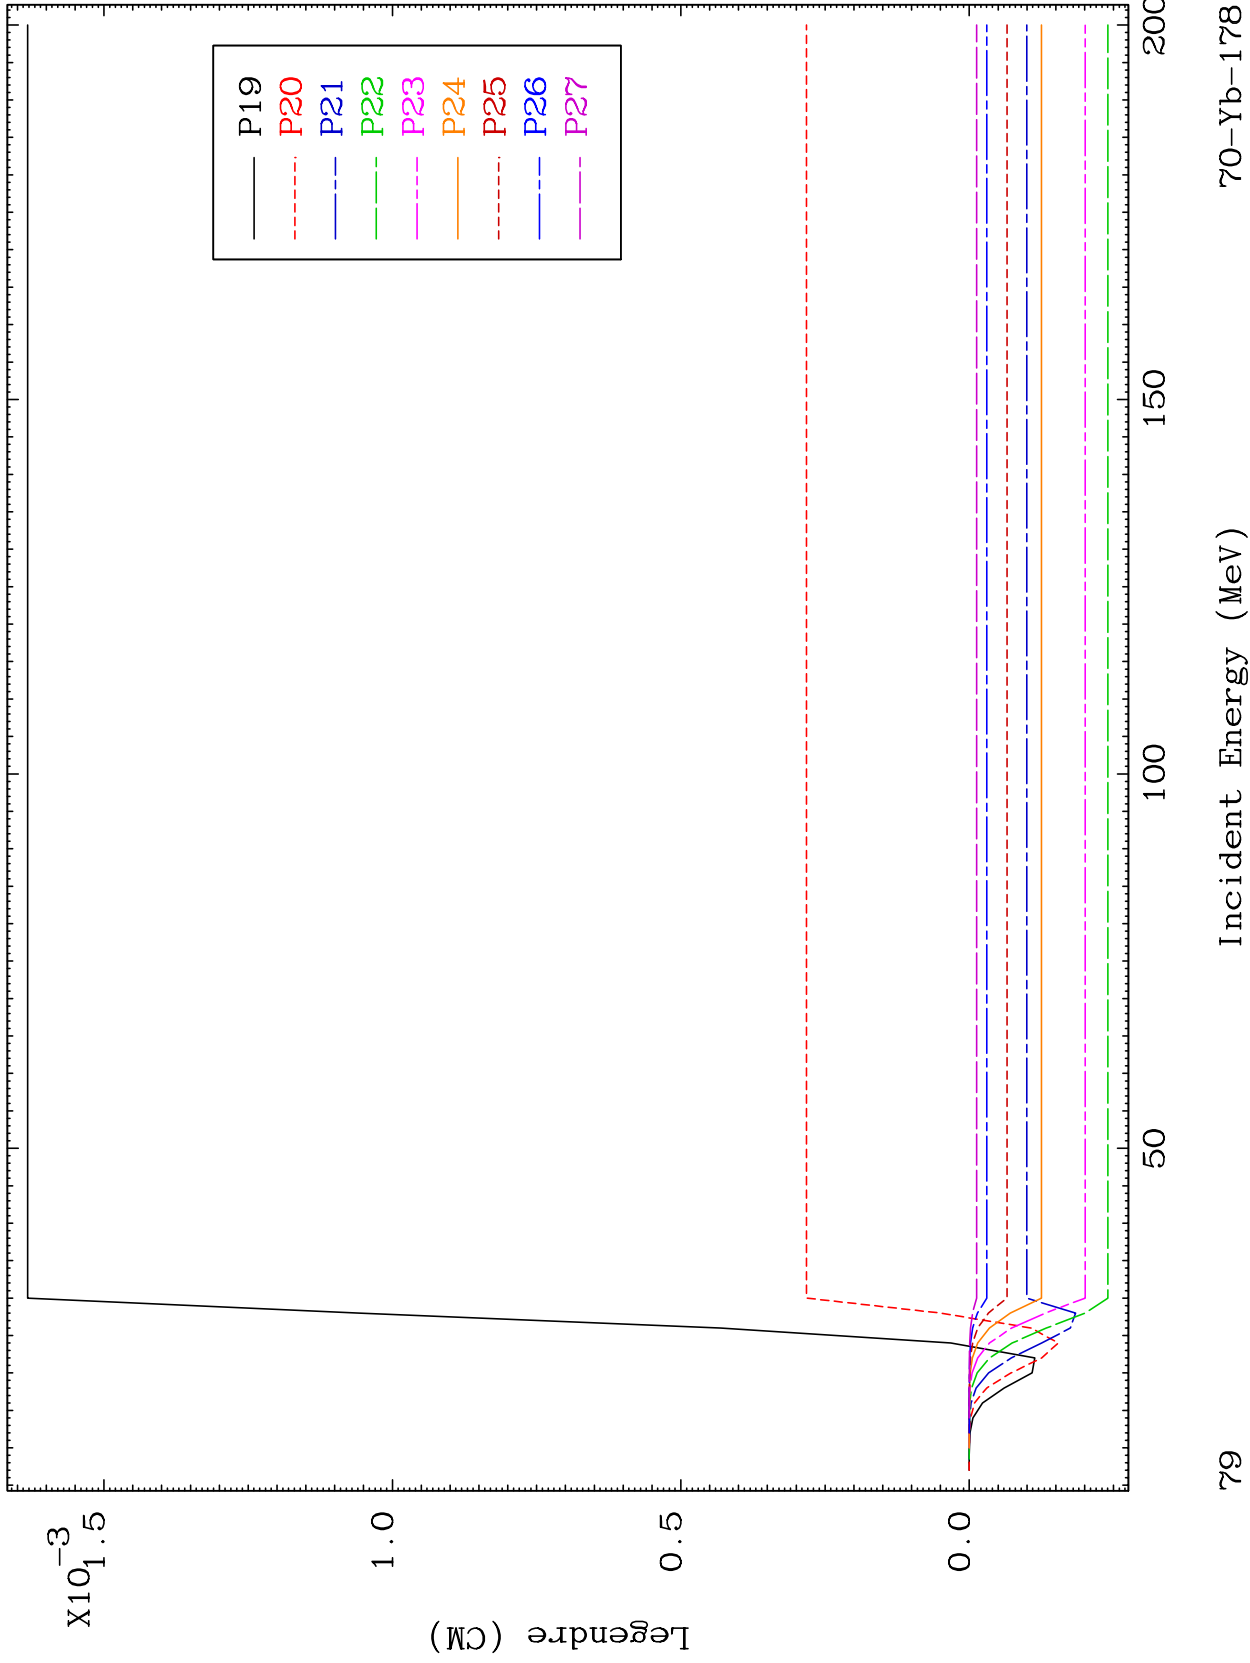 X10-3
1.5
1.0
0.5
0.0
Legendre (CM)
P19
P20
P21
P22
P23
P24
P25
P26
P27
50
100
150
200
Incident Energy (MeV)
79
70-Yb-178